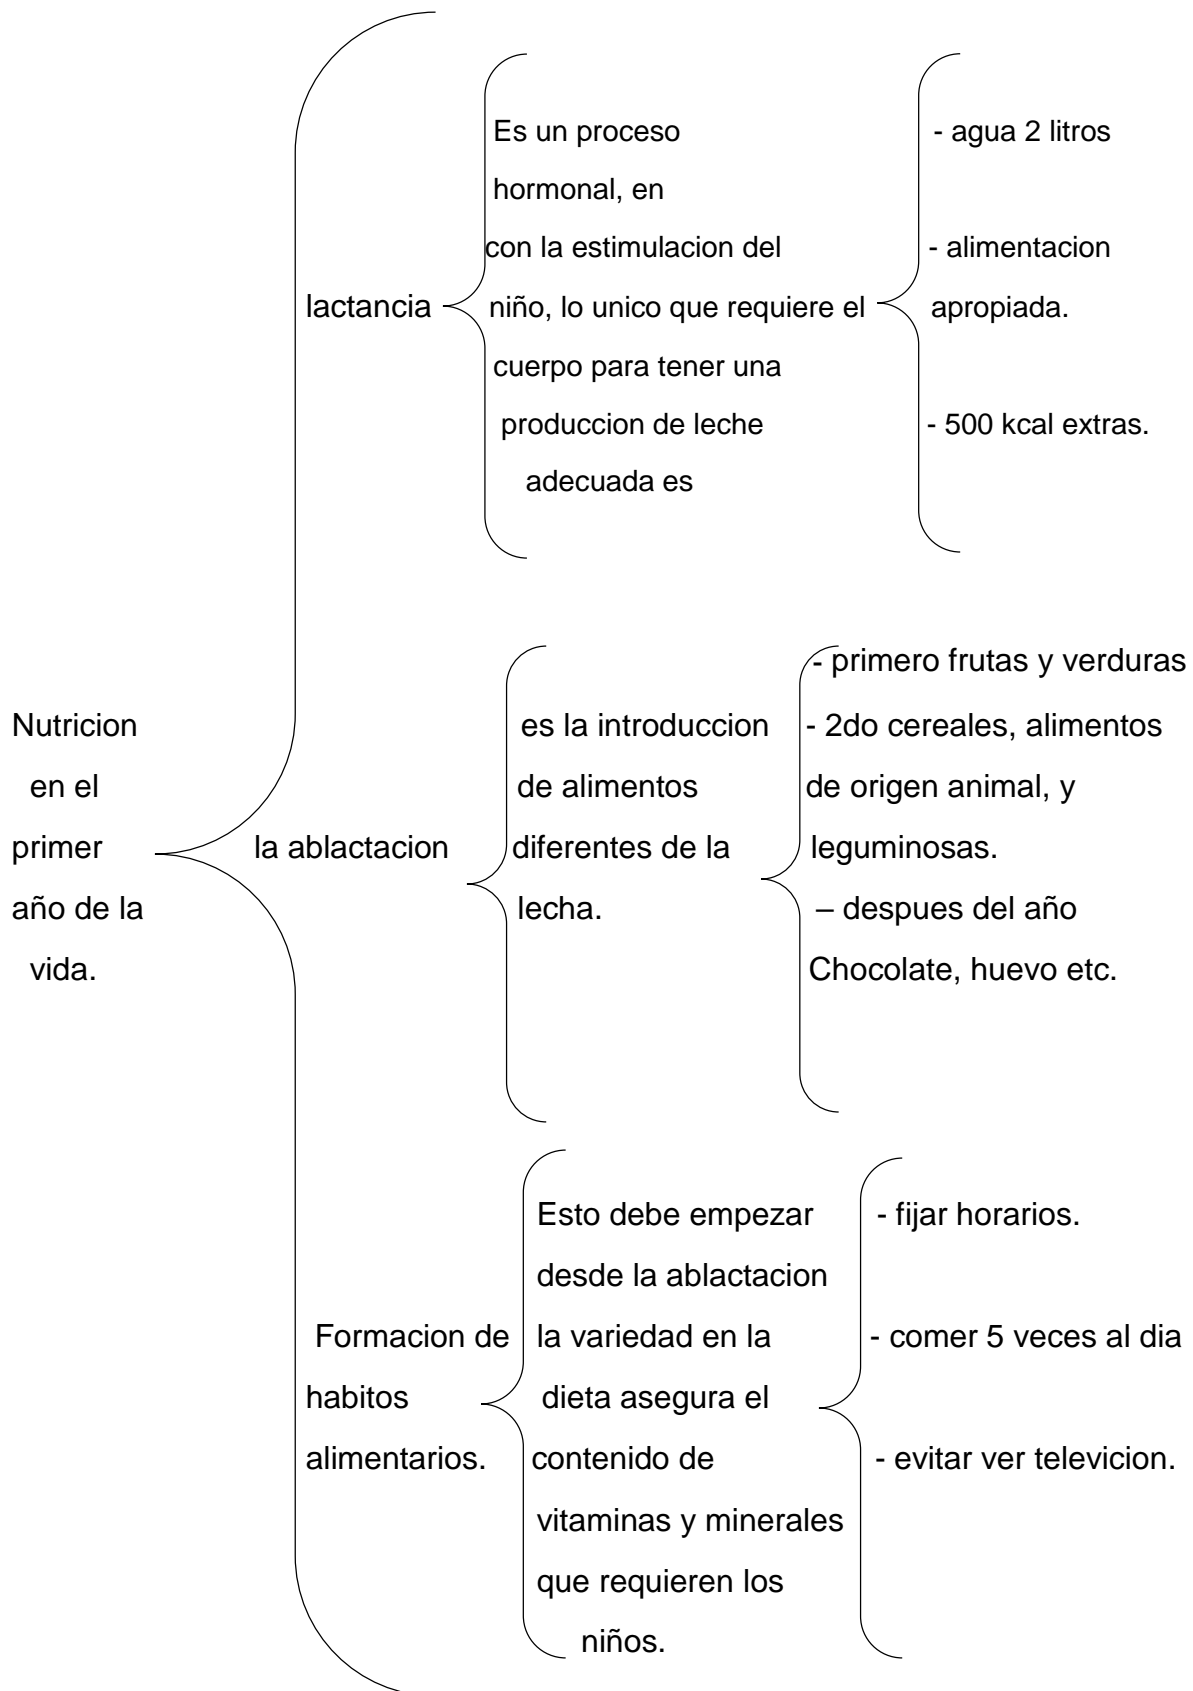 Nutricion
en el
primer
año de la
vida.
lactancia
Es un proceso
hormonal, en
con la estimulacion del
niño, lo unico que requiere el
cuerpo para tener una
produccion de leche
adecuada es
- agua 2 litros
- alimentacion
apropiada.
- 500 kcal extras.
la ablactacion
es la introduccion
de alimentos
diferentes de la
lecha.
- primero frutas y verduras
- 2do cereales, alimentos
de origen animal, y
leguminosas.
– despues del año
Chocolate, huevo etc.
Formacion de
habitos
alimentarios.
Esto debe empezar
desde la ablactacion
la variedad en la
dieta asegura el
contenido de
vitaminas y minerales
que requieren los
niños.
- fijar horarios.
- comer 5 veces al dia
- evitar ver televicion.